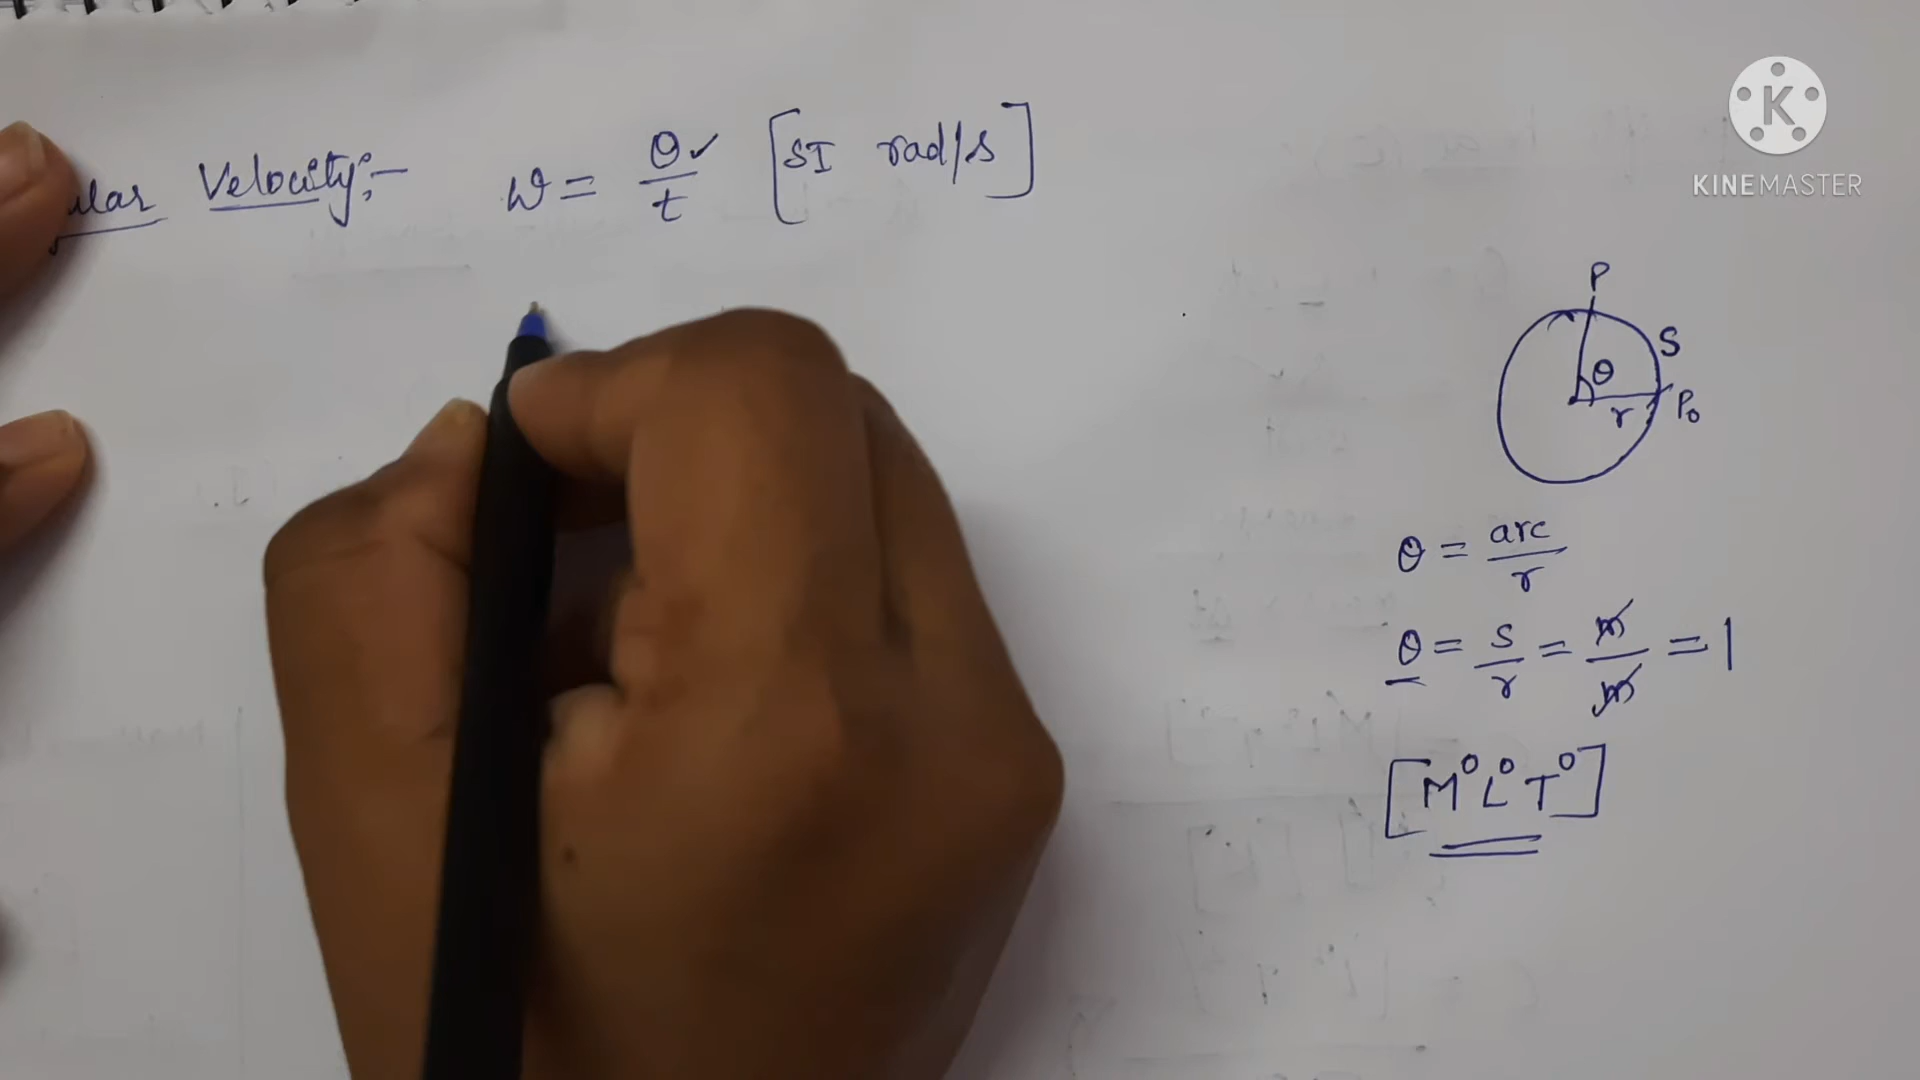 Velocity:- ω = θ/t [SI rad/s]
K
KINEMASTER
P
S
θ
r P₀
θ = arc/r
θ = s/r = m/m = 1
[M⁰L⁰T⁰]